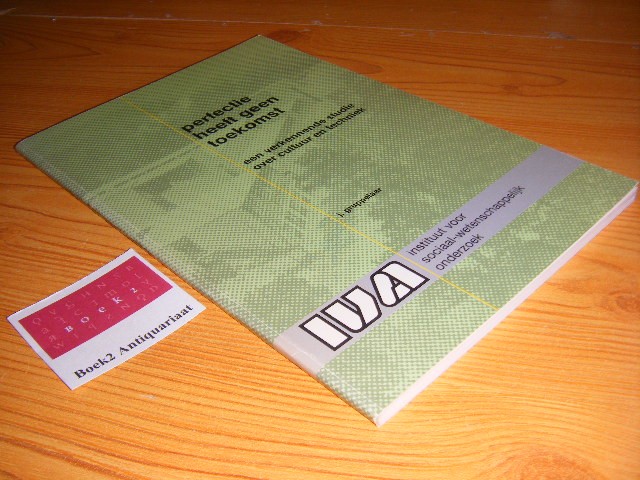 perfectie
heeft geen
toekomst
een verkennende studie
over cultuur en techniek
j. gruppelaar
IVA
instituut voor
sociaal-wetenschappelijk
onderzoek
BOEK2
Boek2 Antiquariaat